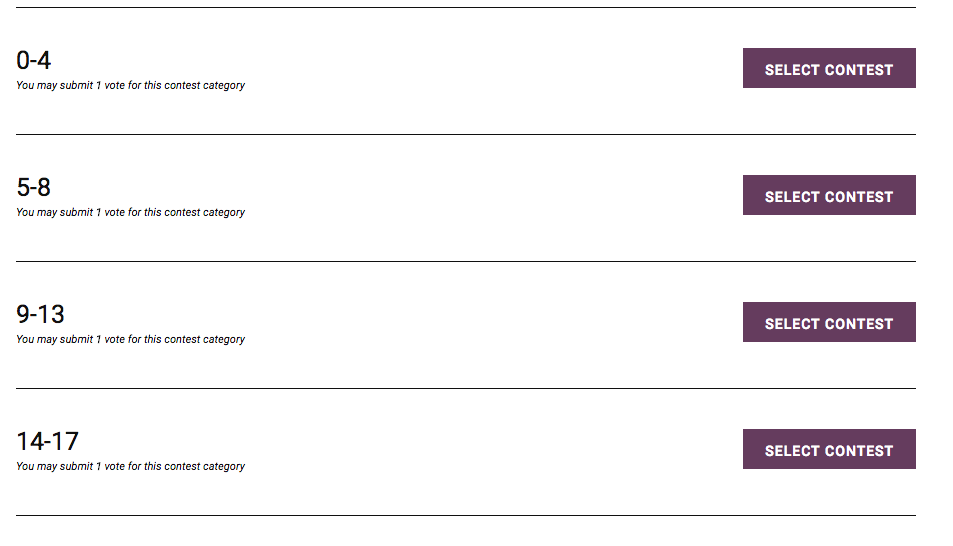 0-4
SELECT CONTEST
You may submit 1 vote for this contest category
5-8
SELECT CONTEST
You may submit 1 vote for this contest category
9-13
SELECT CONTEST
You may submit 1 vote for this contest category
14-17
SELECT CONTEST
You may submit 1 vote for this contest category